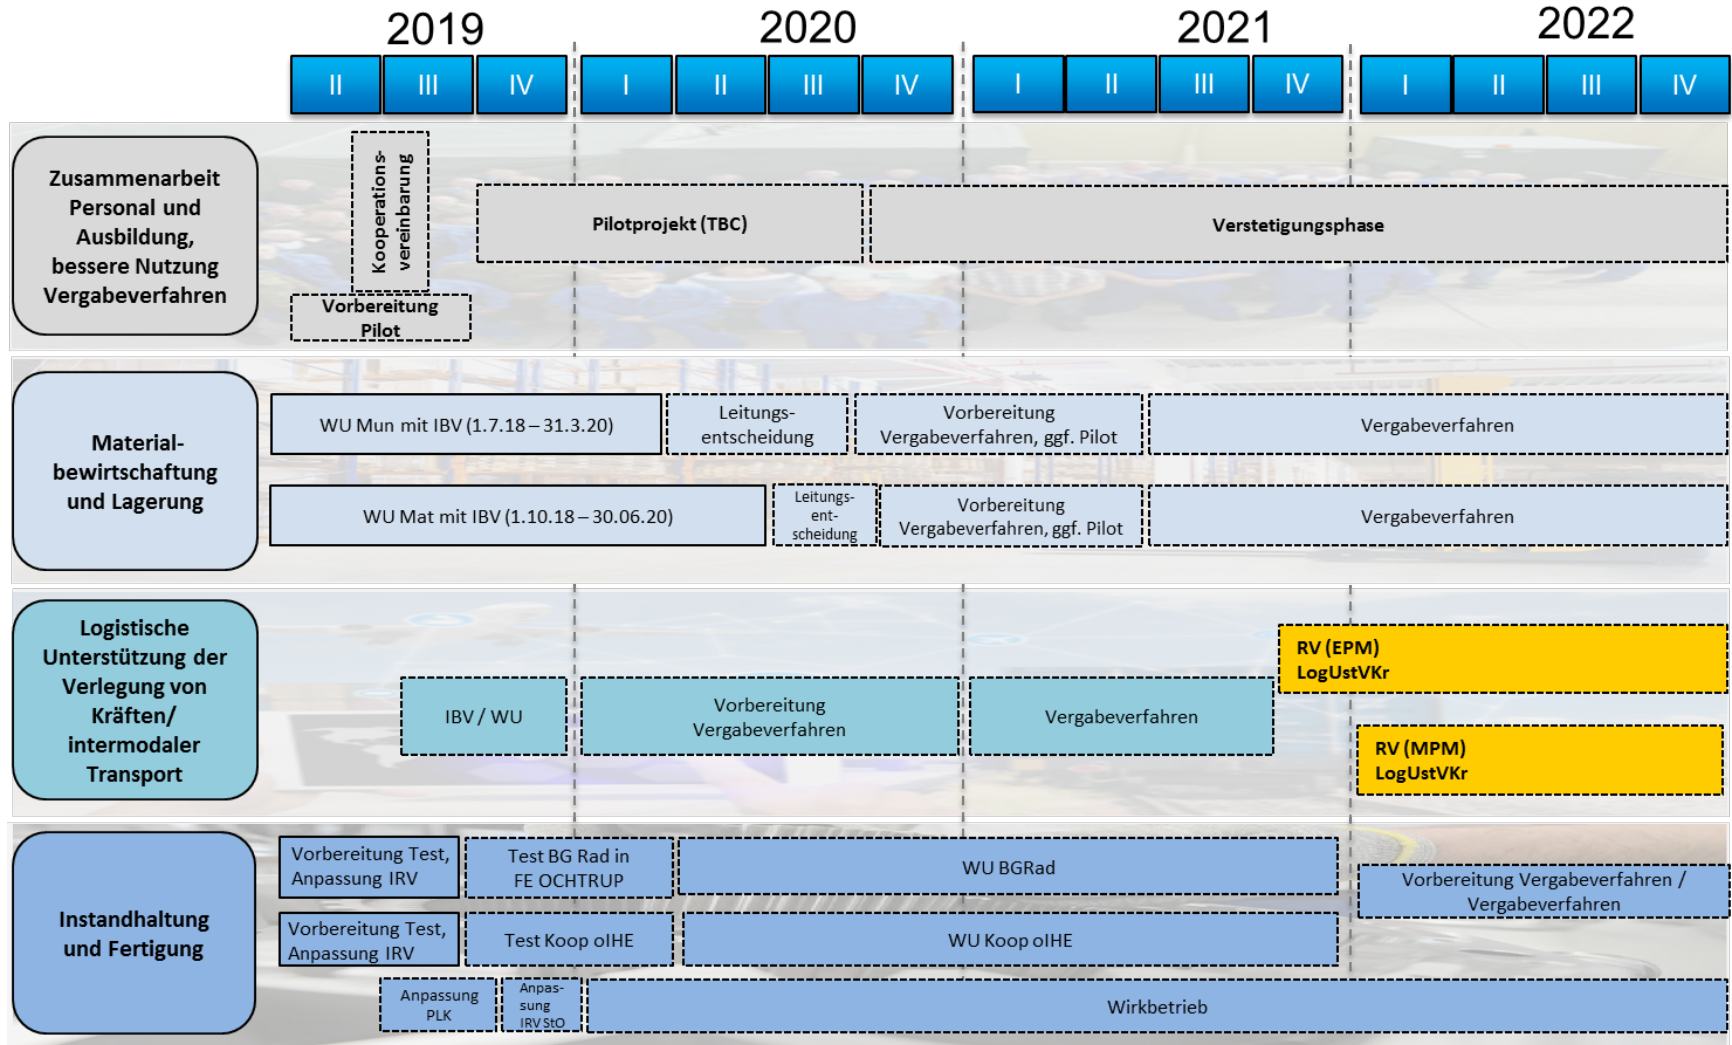 2019
2020
2021
2022
II
III
IV
I
II
III
IV
I
II
III
IV
I
II
III
IV
Zusammenarbeit
Personal und
Ausbildung,
bessere Nutzung
Vergabeverfahren
Kooperations-
vereinbarung
Vorbereitung
Pilot
Pilotprojekt (TBC)
Verstetigungsphase
Material-
bewirtschaftung
und Lagerung
WU Mun mit IBV (1.7.18 – 31.3.20)
Leitungs-
entscheidung
Vorbereitung
Vergabeverfahren, ggf. Pilot
Vergabeverfahren
WU Mat mit IBV (1.10.18 – 30.06.20)
Leitungs-
ent-
scheidung
Vorbereitung
Vergabeverfahren, ggf. Pilot
Vergabeverfahren
Logistische
Unterstützung der
Verlegung von
Kräften/
intermodaler
Transport
IBV / WU
Vorbereitung
Vergabeverfahren
Vergabeverfahren
RV (EPM)
LogUstVKr
RV (MPM)
LogUstVKr
Instandhaltung
und Fertigung
Vorbereitung Test,
Anpassung IRV
Test BG Rad in
FE OCHTRUP
WU BGRad
Vorbereitung Vergabeverfahren /
Vergabeverfahren
Vorbereitung Test,
Anpassung IRV
Test Koop oIHE
WU Koop oIHE
Anpassung
PLK
Anpas-
sung
IRV StO
Wirkbetrieb